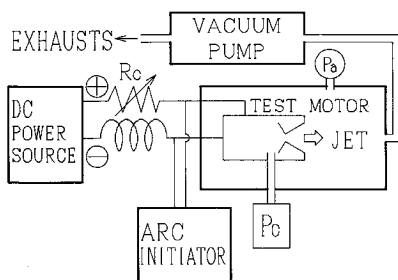 VACUUM
PUMP
EXHAUSTS
Pa
⊕
Rc
DC
POWER
SOURCE
⊖
TEST MOTOR
JET
Pc
ARC
INITIATOR